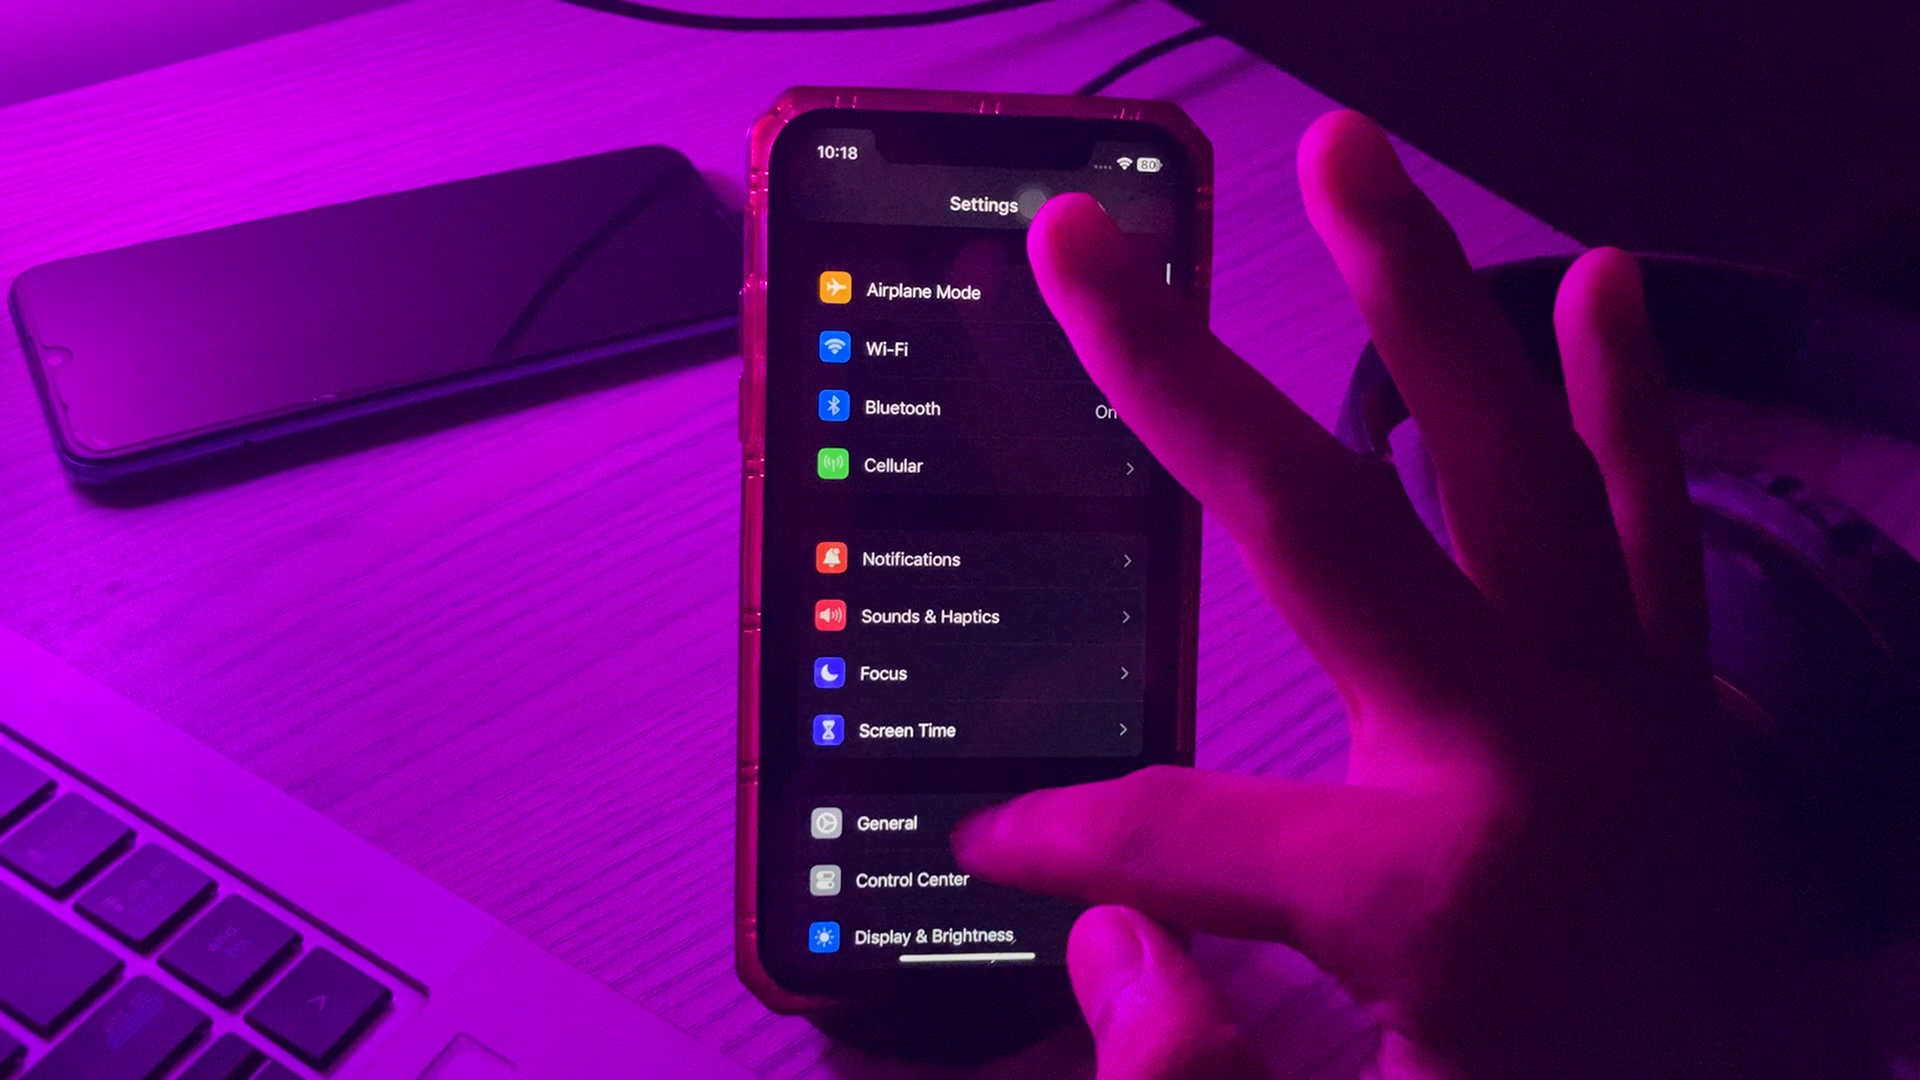 10:18
80
Settings
Airplane Mode
Wi-Fi
Bluetooth On
Cellular
Notifications
Sounds & Haptics
Focus
Screen Time
General
Control Center
Display & Brightness